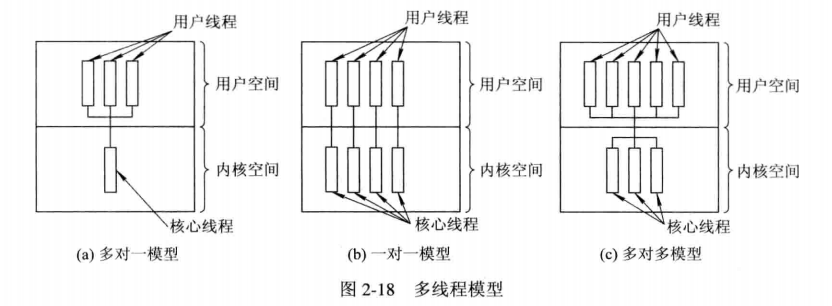 用户线程
用户线程
用户线程
用户空间
用户空间
用户空间
内核空间
内核空间
内核空间
核心线程
核心线程
核心线程
(a) 多对一模型
(b) 一对一模型
(c) 多对多模型
图 2-18 多线程模型